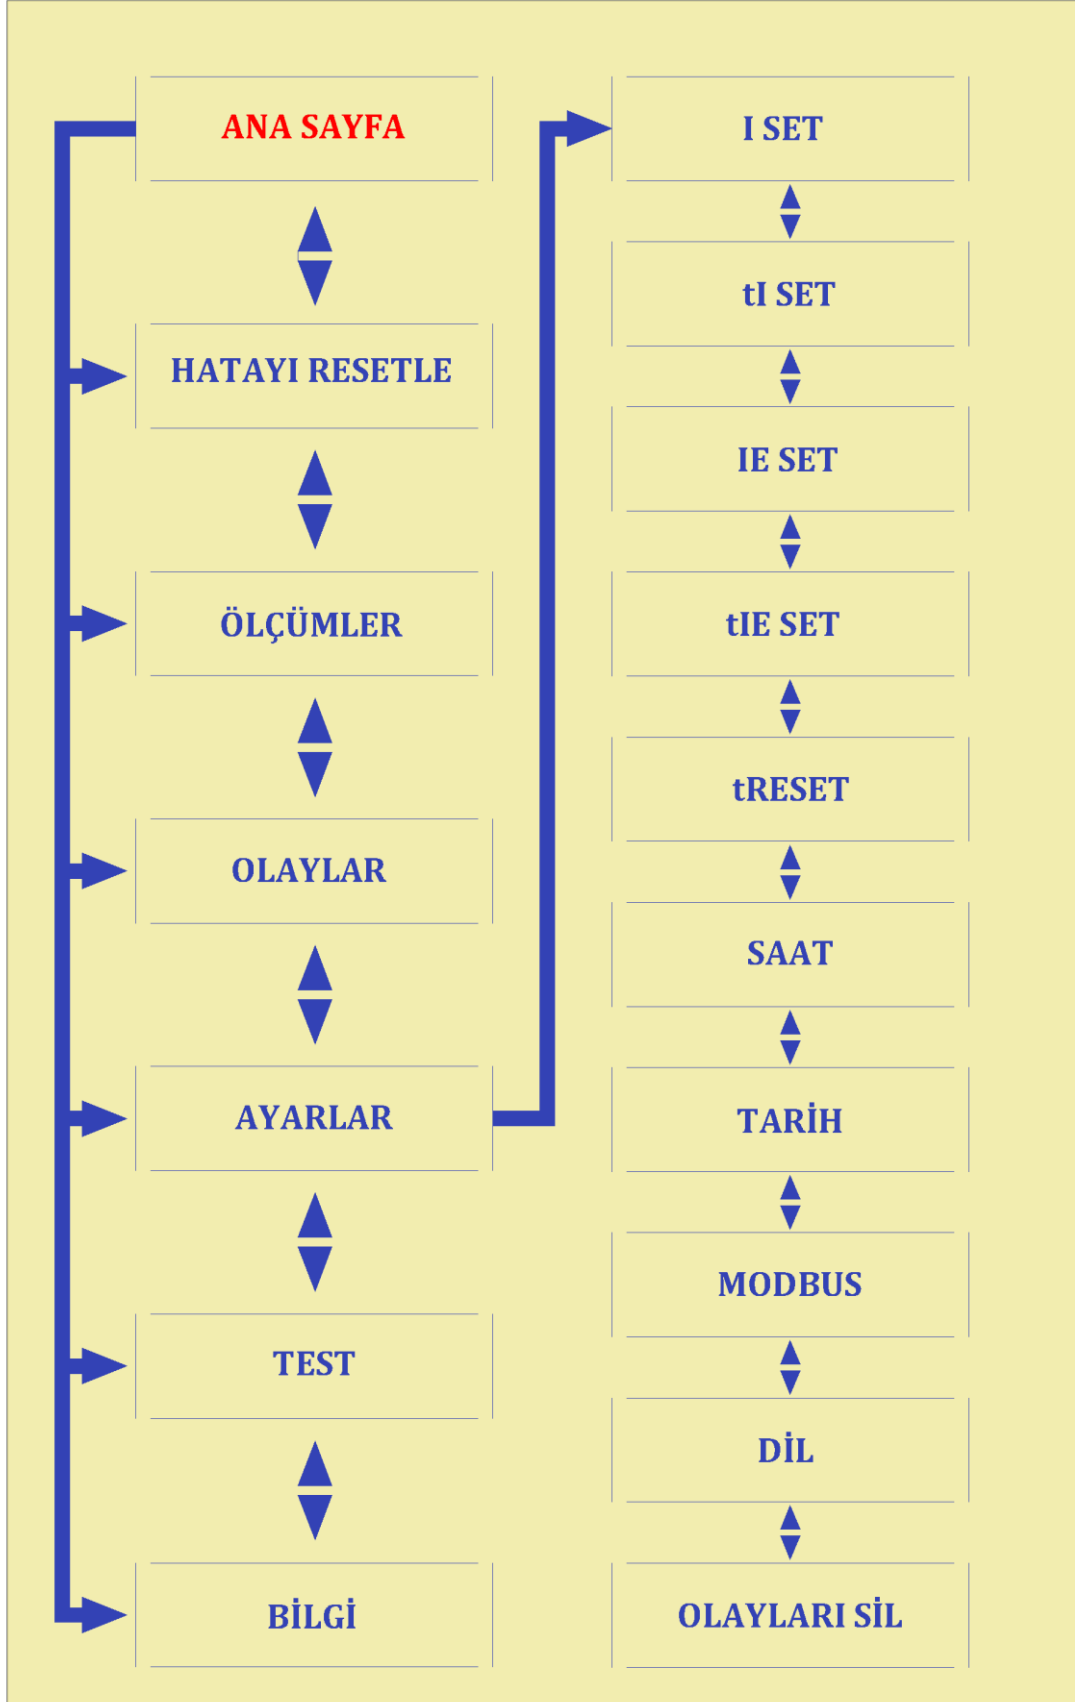 ANA SAYFA
HATAYI RESETLE
ÖLÇÜMLER
OLAYLAR
AYARLAR
TEST
BİLGİ
I SET
tI SET
IE SET
tIE SET
tRESET
SAAT
TARİH
MODBUS
DİL
OLAYLARI SİL